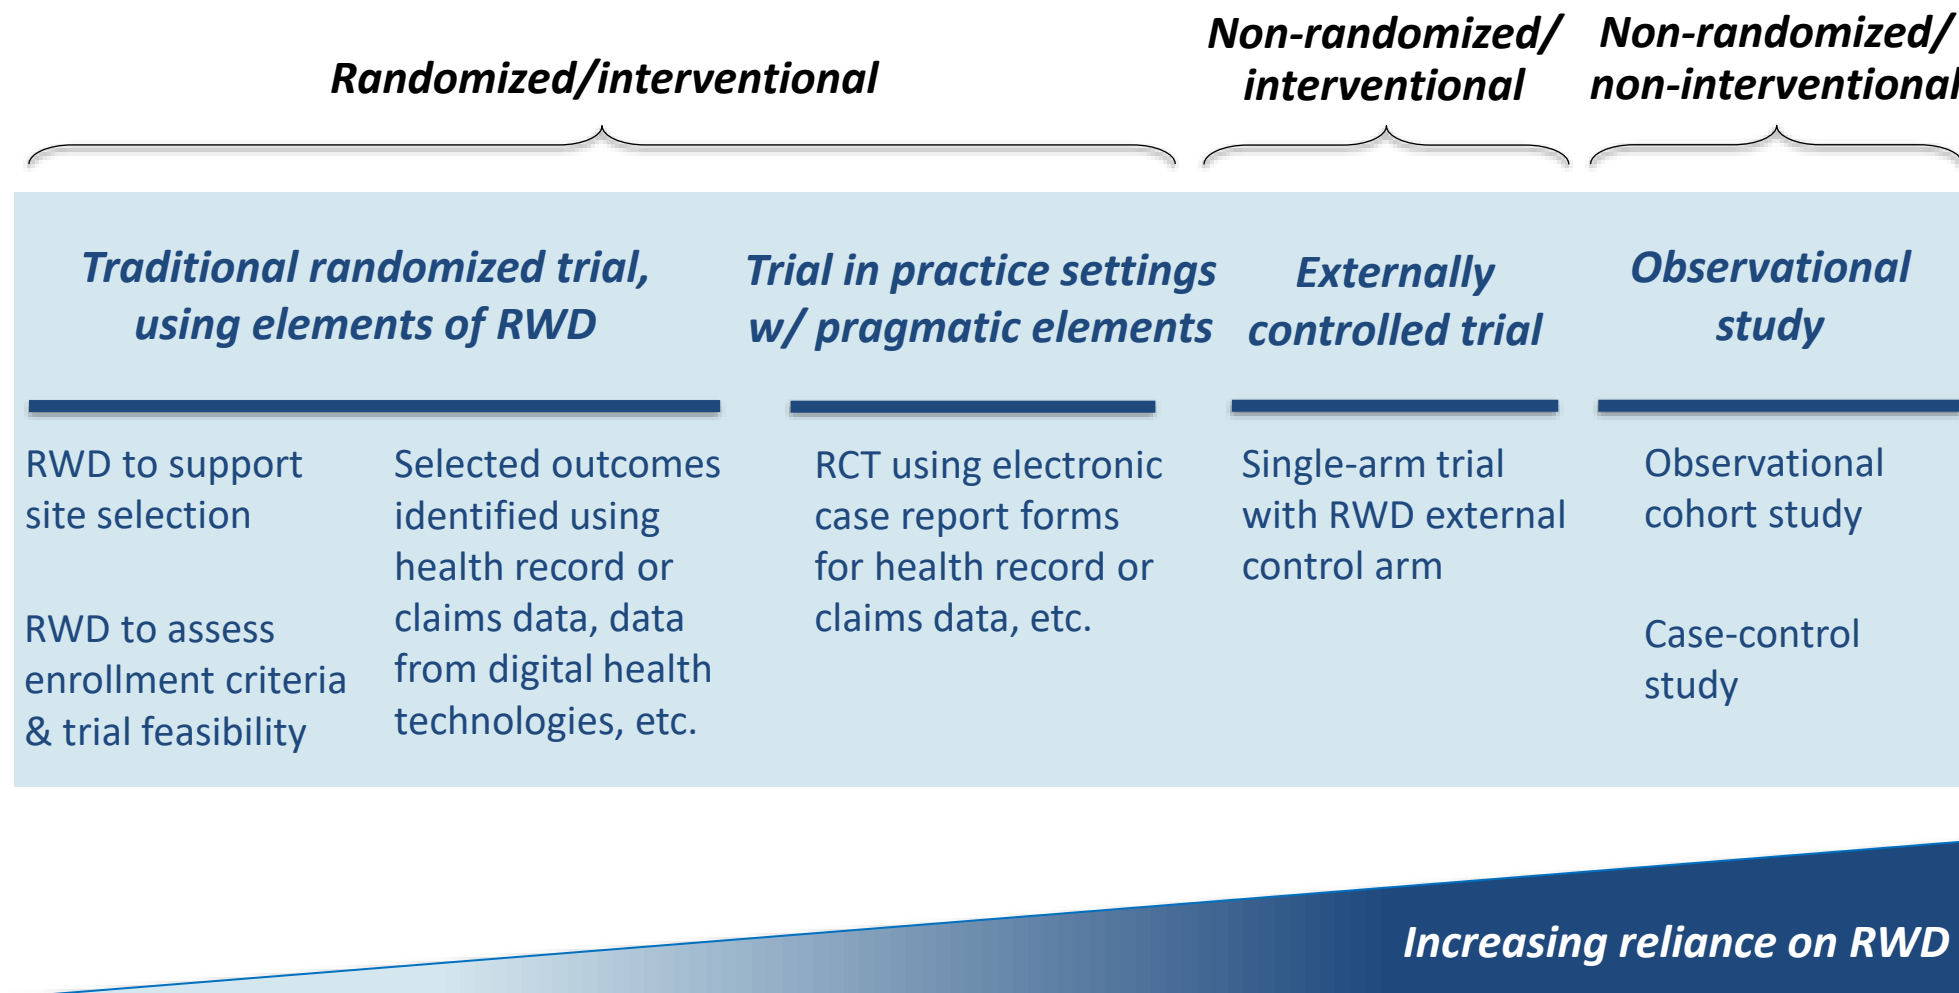 Randomized/interventional
Non-randomized/
interventional
Non-randomized/
non-interventional
Traditional randomized trial,
using elements of RWD
Trial in practice settings
w/ pragmatic elements
Externally
controlled trial
Observational
study
RWD to support
site selection
RWD to assess
enrollment criteria
& trial feasibility
Selected outcomes
identified using
health record or
claims data, data
from digital health
technologies, etc.
RCT using electronic
case report forms
for health record or
claims data, etc.
Single-arm trial
with RWD external
control arm
Observational
cohort study
Case-control
study
Increasing reliance on RWD